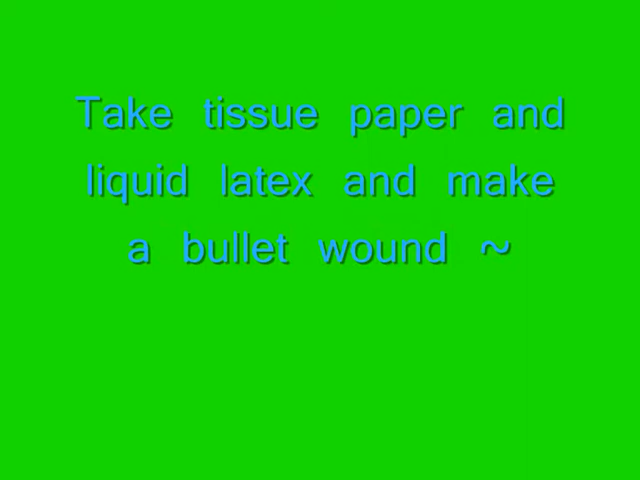 Take tissue paper and
liquid latex and make
a bullet wound ~